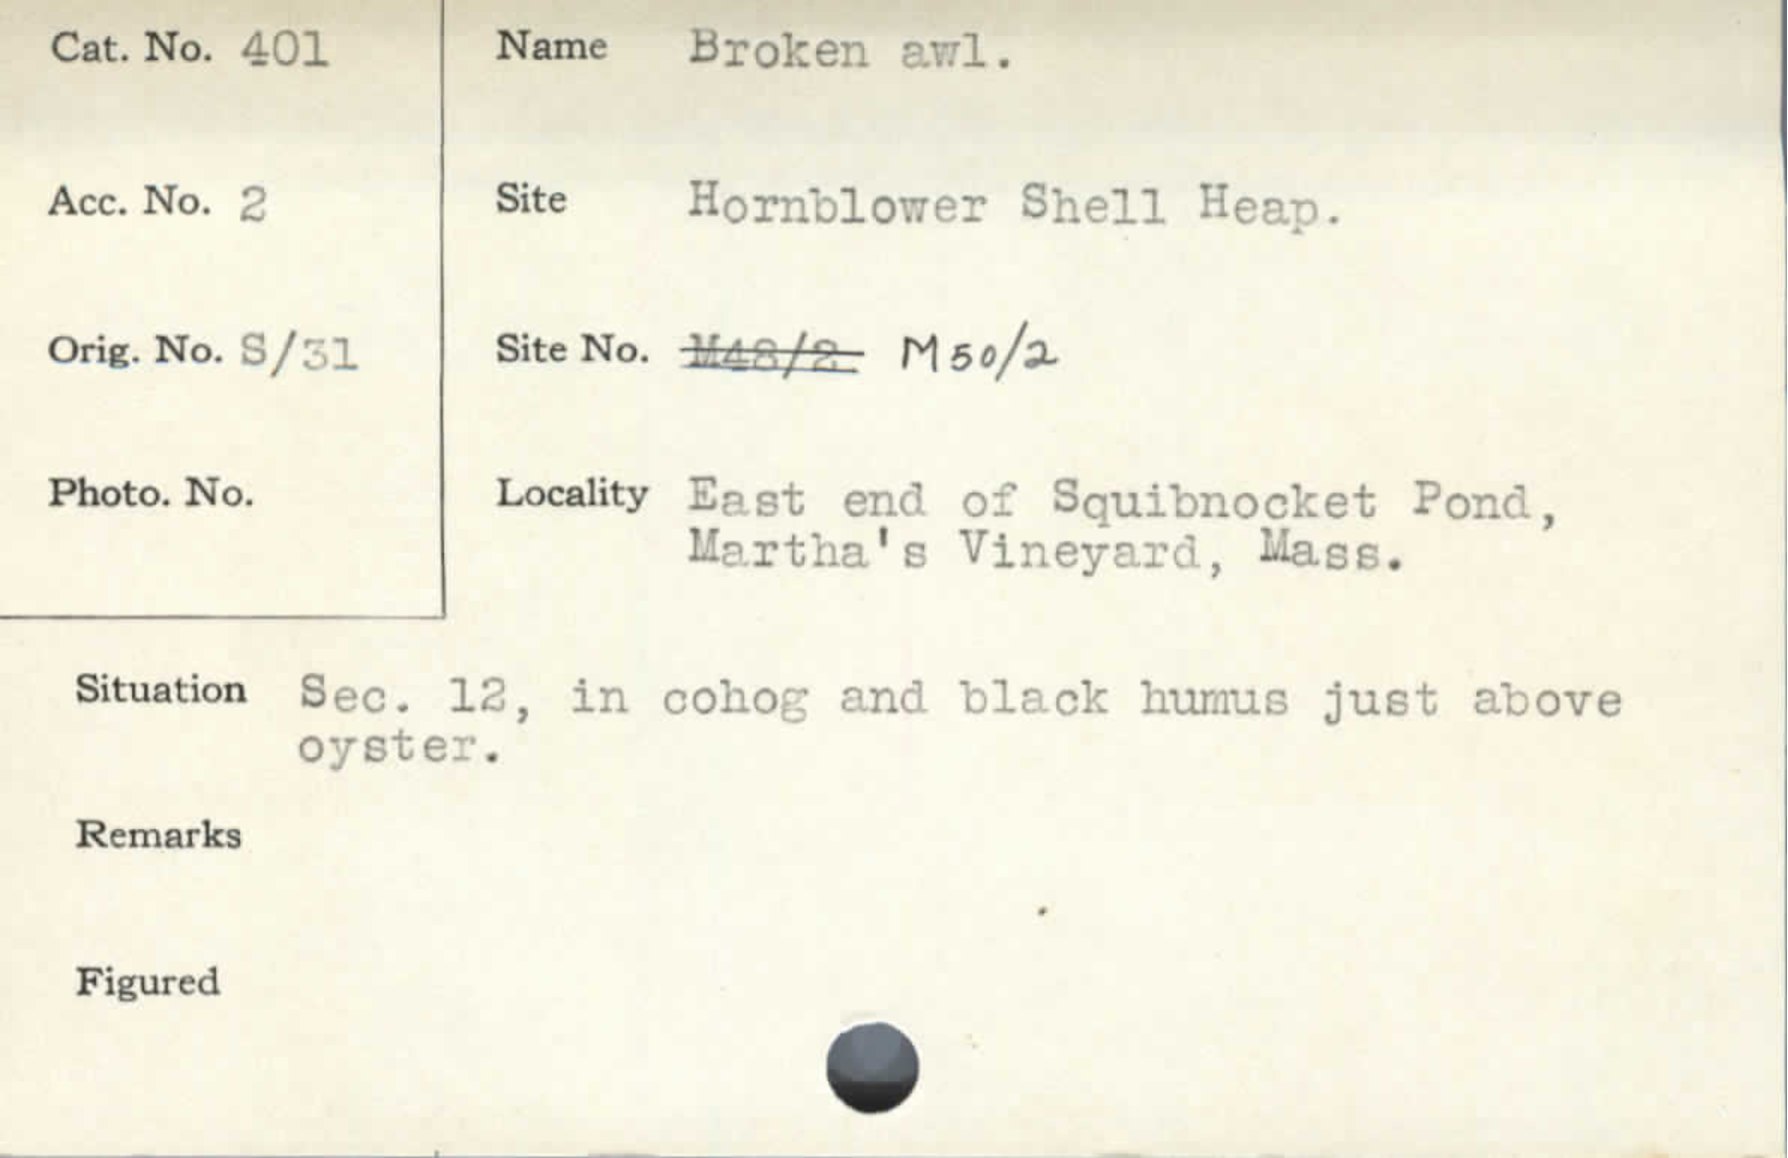 Cat. No. 401
Name Broken awl.
Acc. No. 2
Site Hornblower Shell Heap.
Orig. No. S/31
Site No. M48/2 M50/2
Photo. No.
Locality East end of Squibnocket Pond,
Martha's Vineyard, Mass.
Situation Sec. 12, in cohog and black humus just above
oyster.
Remarks
Figured